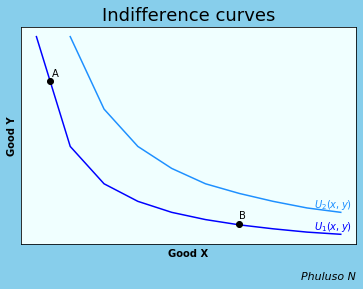 Indifference curves
A
Good Y
B
U₂(x, y)
U₁(x, y)
Good X
Phuluso N